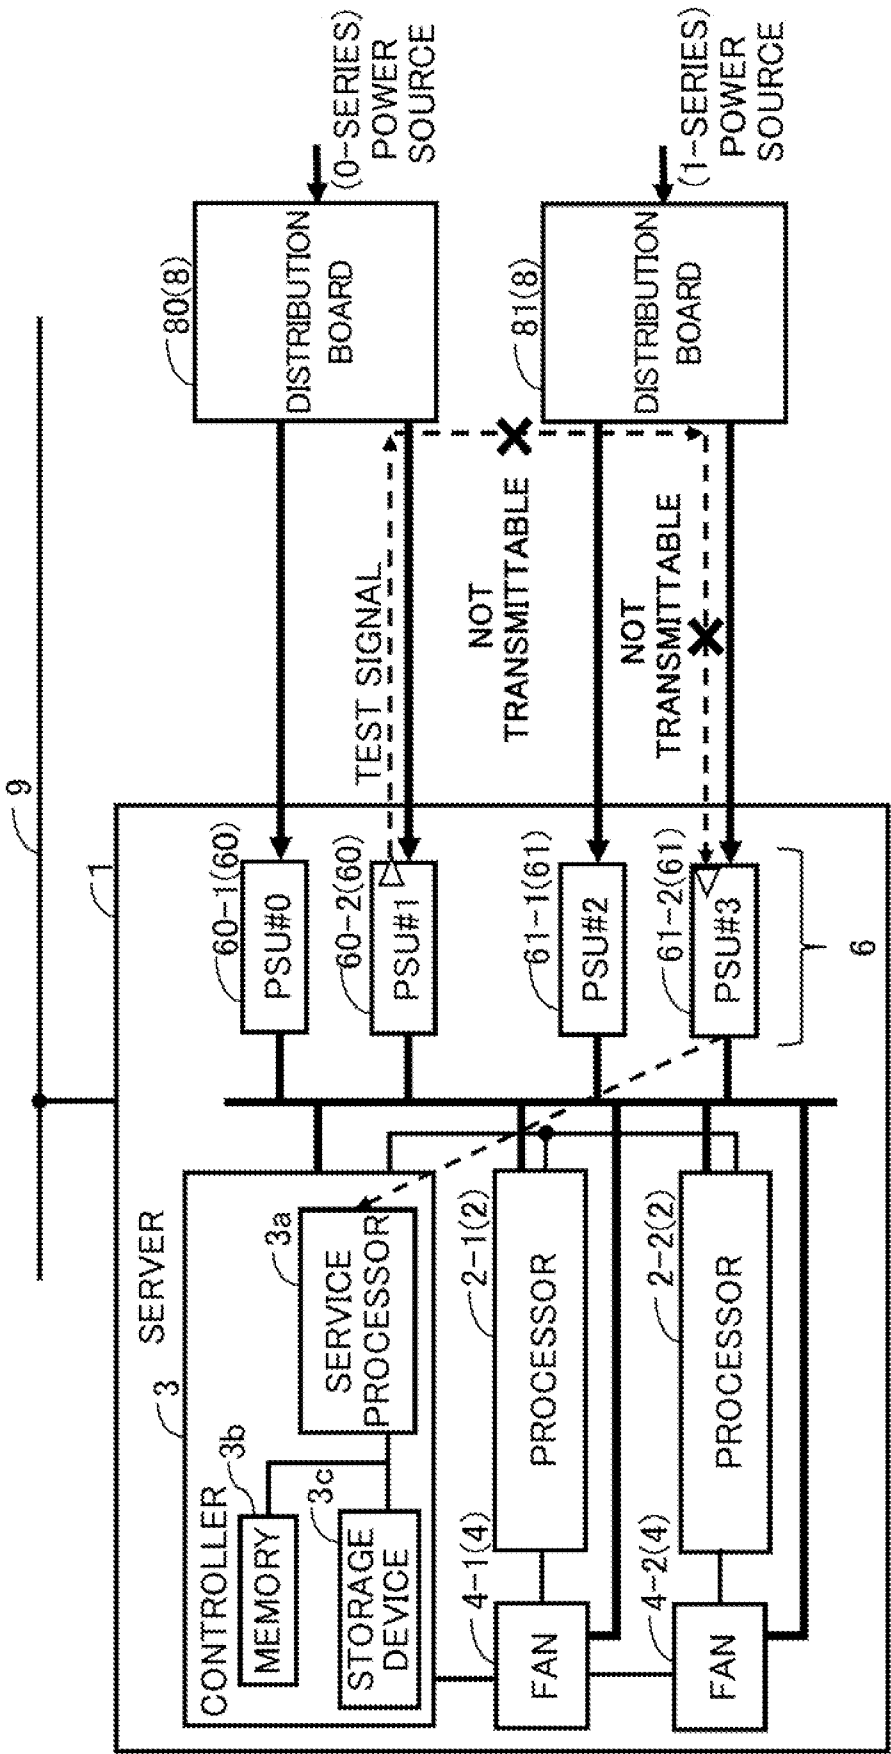 9
1
SERVER
3
CONTROLLER
3b
MEMORY
3c
STORAGE
DEVICE
3a
SERVICE
PROCESSOR
4-1(4)
FAN
2-1(2)
PROCESSOR
4-2(4)
FAN
2-2(2)
PROCESSOR
60-1(60)
PSU#0
60-2(60)
PSU#1
61-1(61)
PSU#2
61-2(61)
PSU#3
6
TEST SIGNAL
NOT
TRANSMITTABLE
NOT
TRANSMITTABLE
80(8)
DISTRIBUTION
BOARD
81(8)
DISTRIBUTION
BOARD
(0-SERIES)
POWER
SOURCE
(1-SERIES)
POWER
SOURCE